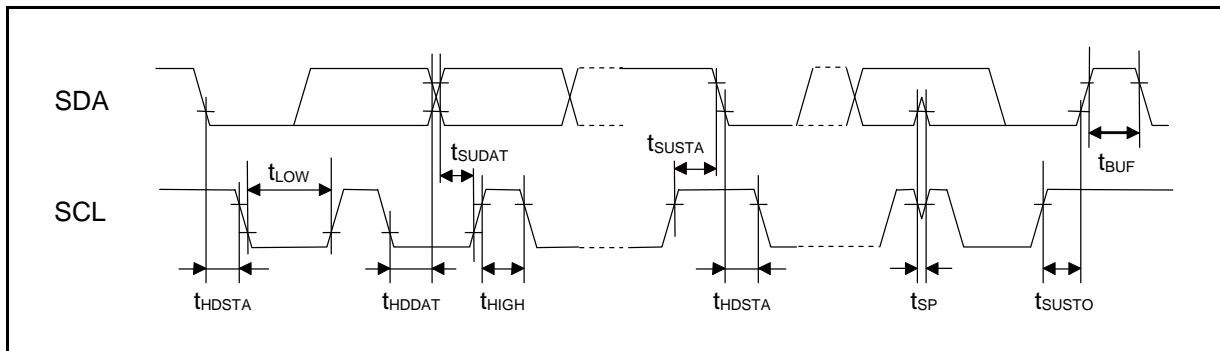 SDA
tSUDAT
tSUSTA
tBUF
tLOW
SCL
tHDSTA
tHDDAT
tHIGH
tHDSTA
tSP
tSUSTO